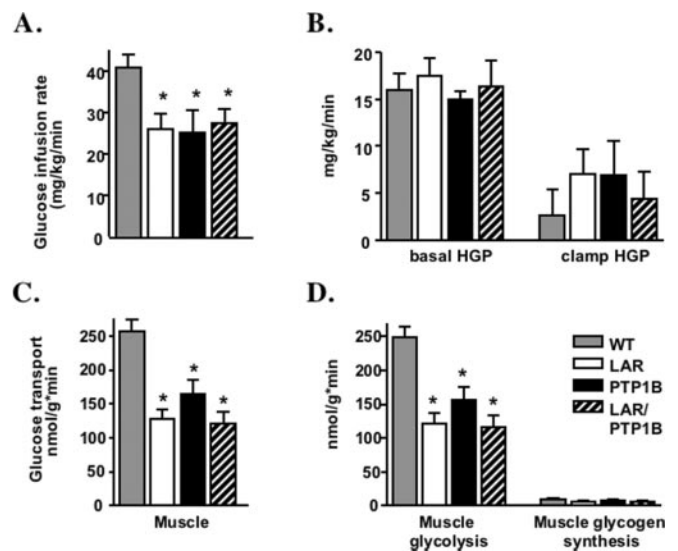 A.
Glucose infusion rate
(mg/kg/min)
40
30
20
10
0
* * *
B.
mg/kg/min
20
15
10
5
0
basal HGP
clamp HGP
C.
Glucose transport
nmol/g*min
250
200
150
100
50
0
* * *
Muscle
D.
nmol/g*min
250
200
150
100
50
0
* * *
Muscle
glycolysis
Muscle glycogen
synthesis
WT
LAR
PTP1B
LAR/
PTP1B